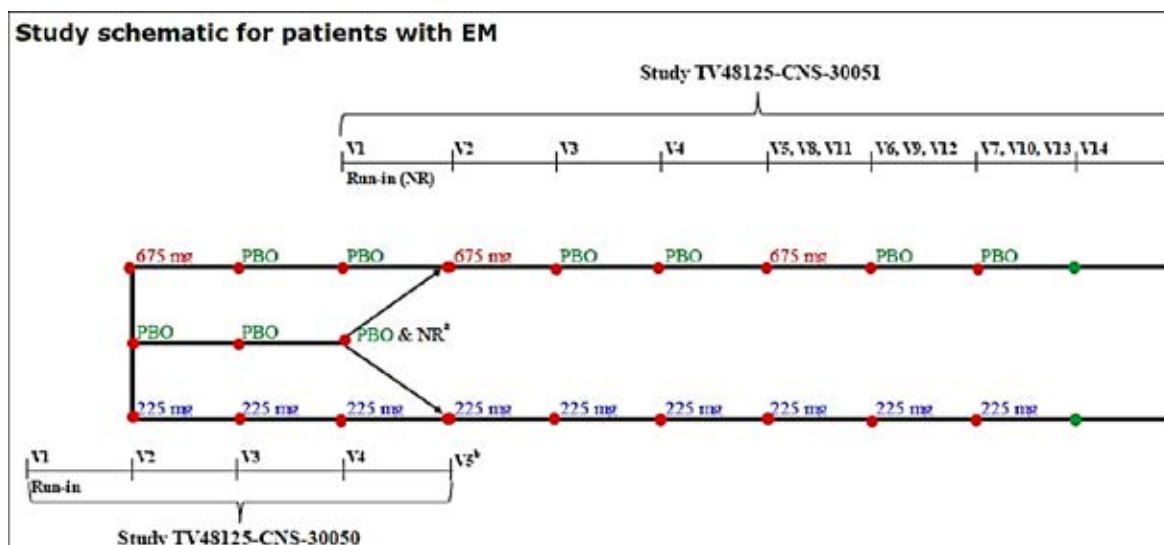 Study schematic for patients with EM
Study TV48125-CNS-30051
V1 V2 V3 V4 V5, V8, V11 V6, V9, V12 V7, V10, V13 V14
Run-in (NR)
675 mg PBO PBO 675 mg PBO PBO 675 mg PBO PBO
PBO PBO PBO & NRª
225 mg 225 mg 225 mg 225 mg 225 mg 225 mg 225 mg 225 mg 225 mg
V1 V2 V3 V4 V5ᵇ
Run-in
Study TV48125-CNS-30050